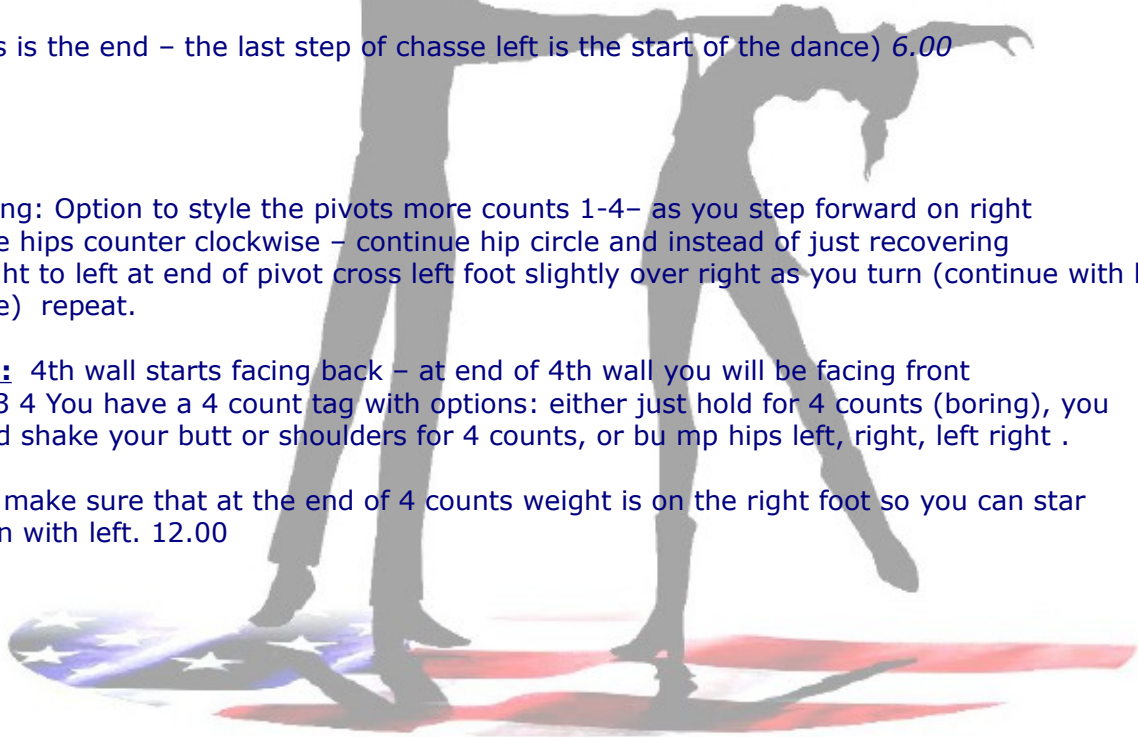 s is the end – the last step of chasse left is the start of the dance) 6.00
ng: Option to style the pivots more counts 1-4– as you step forward on right
e hips counter clockwise – continue hip circle and instead of just recovering
ht to left at end of pivot cross left foot slightly over right as you turn (continue with h
e) repeat.
: 4th wall starts facing back – at end of 4th wall you will be facing front
3 4 You have a 4 count tag with options: either just hold for 4 counts (boring), you
d shake your butt or shoulders for 4 counts, or bu mp hips left, right, left right .
make sure that at the end of 4 counts weight is on the right foot so you can star
n with left. 12.00